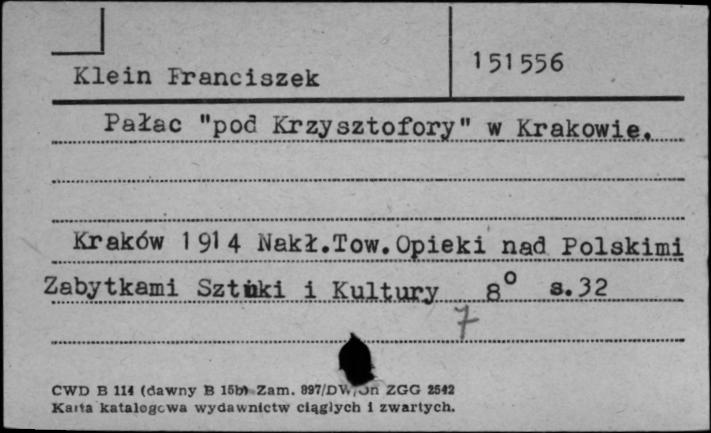 Klein Franciszek
151556
Pałac "pod Krzysztofory" w Krakowie.
Kraków 1914 Nakł.Tow.Opieki nad Polskimi
Zabytkami Sztuki i Kultury 8° s.32
7
CWD B 114 (dawny B 15b) Zam. 897/DW/Jn ZGG 2542
Karta katalogowa wydawnictw ciągłych i zwartych.